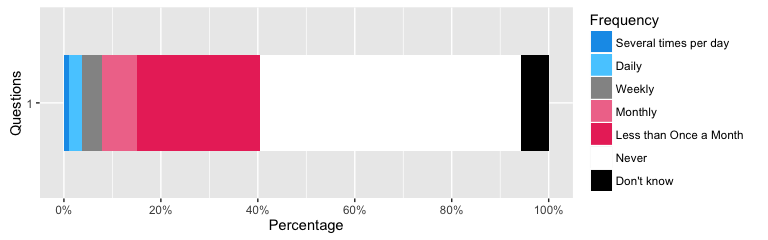 Frequency
Several times per day
Daily
Weekly
Monthly
Less than Once a Month
Never
Don't know
Questions
1
0%
20%
40%
60%
80%
100%
Percentage